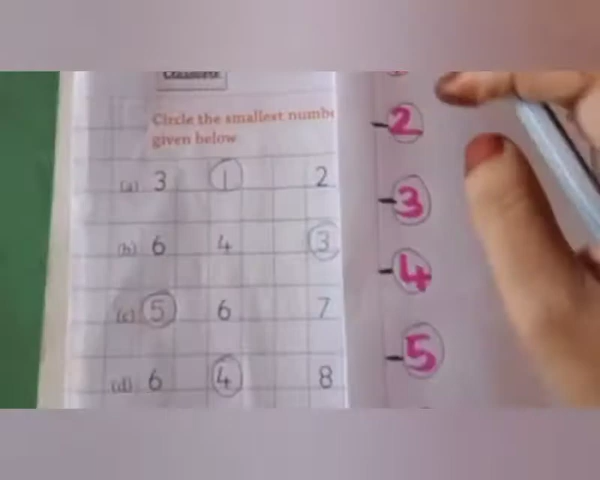 Circle the smallest
given below
(a) 3 1 2
(b) 6 4 3
(c) 5 6 7
(d) 6 4 8
-2
-3
-4
-5